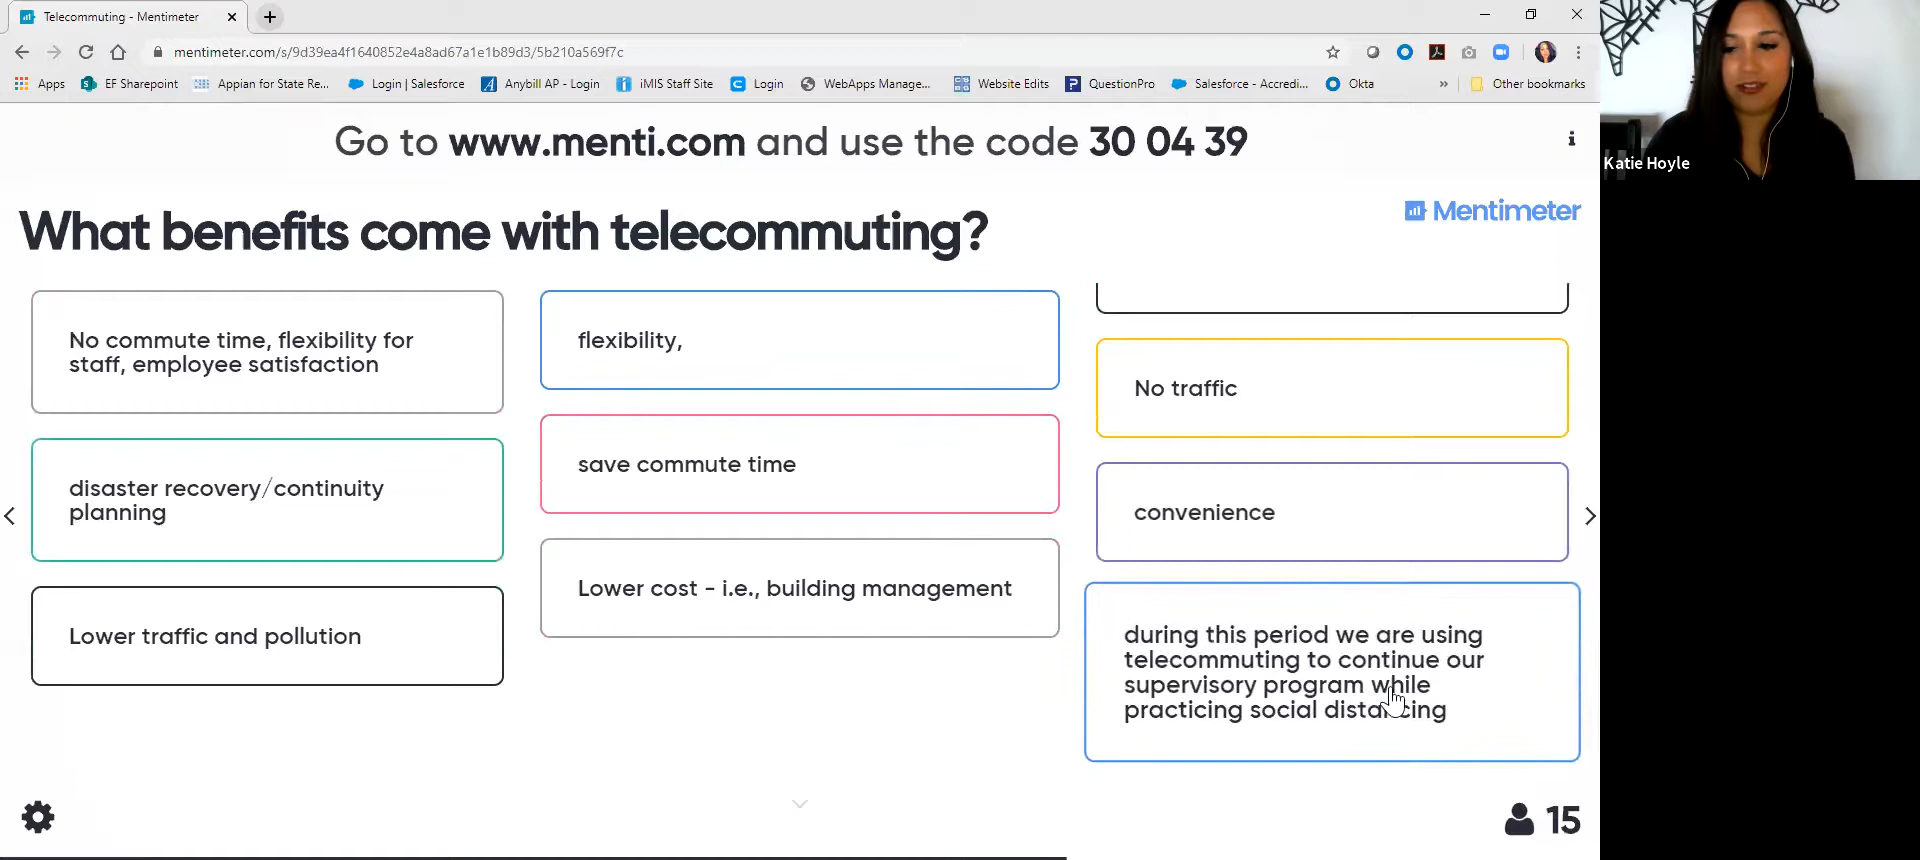 Telecommuting - Mentimeter
mentimeter.com/s/9d39ea4f1640852e4a8ad67a1e1b89d3/5b210a569f7c
Apps
EF Sharepoint
Appian for State Re...
Login | Salesforce
Anybill AP - Login
iMIS Staff Site
Login
WebApps Manage...
Website Edits
QuestionPro
Salesforce - Accredi...
Okta
»
Other bookmarks
Go to www.menti.com and use the code 30 04 39
Katie Hoyle
Mentimeter
What benefits come with telecommuting?
No commute time, flexibility for
staff, employee satisfaction
disaster recovery/continuity
planning
Lower traffic and pollution
flexibility,
save commute time
Lower cost - i.e., building management
No traffic
convenience
during this period we are using
telecommuting to continue our
supervisory program while
practicing social distancing
15